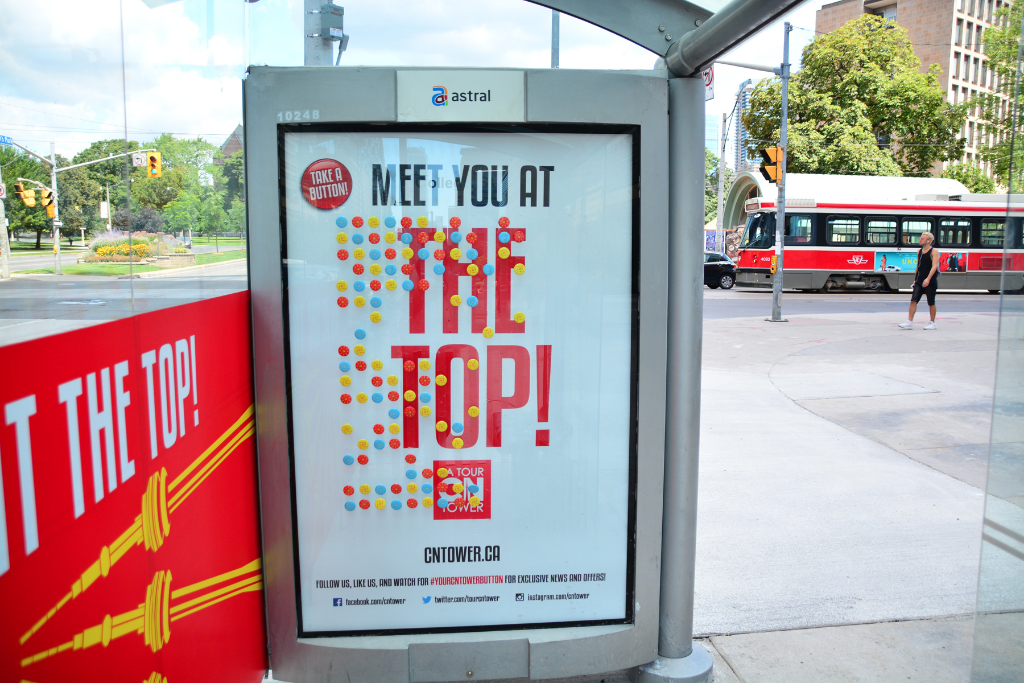 astral
10248
TAKE A
BUTTON!
MEET YOU AT
THE
TOP!
LA TOUR
CN
TOWER
CNTOWER.CA
FOLLOW US, LIKE US, AND WATCH FOR #YOURCNTOWERBUTTON FOR EXCLUSIVE NEWS AND OFFERS!
facebook.com/cntower
twitter.com/tourcntower
instagram.com/cntower
T THE TOP!